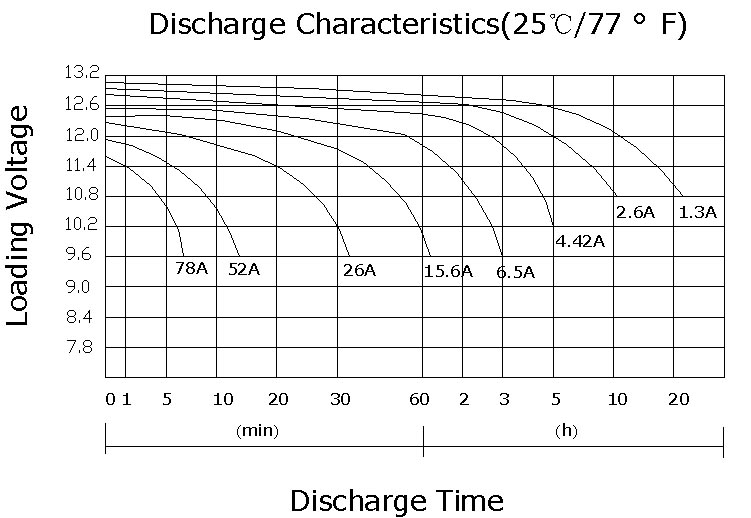 Discharge Characteristics(25℃/77 ° F)
Loading Voltage
13.2
12.6
12.0
11.4
10.8
10.2
9.6
9.0
8.4
7.8
78A 52A 26A 15.6A 6.5A 4.42A 2.6A 1.3A
0 1 5 10 20 30 60 2 3 5 10 20
(min) (h)
Discharge Time